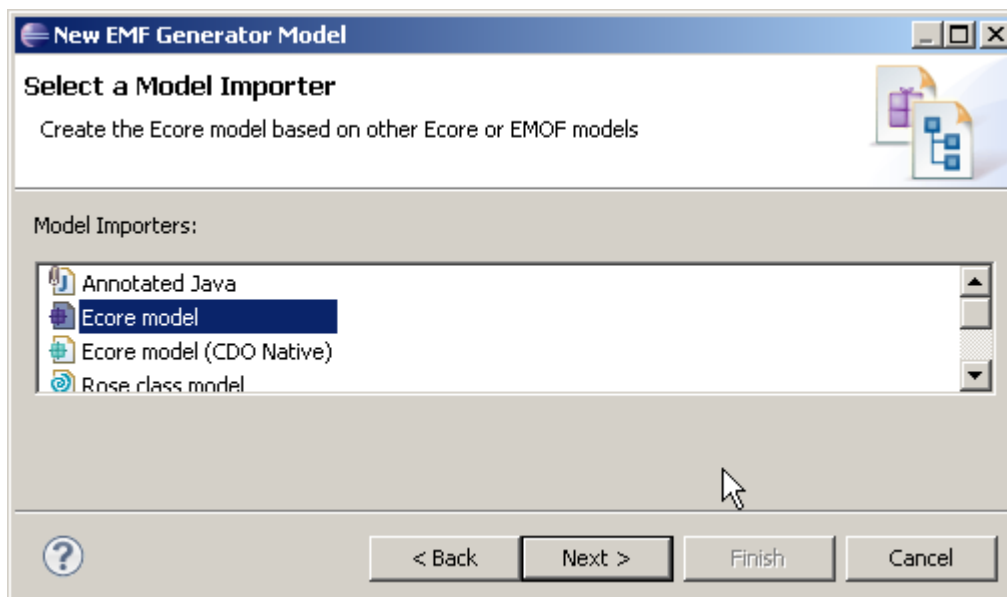 New EMF Generator Model
Select a Model Importer
Create the Ecore model based on other Ecore or EMOF models
Model Importers:
Annotated Java
Ecore model
Ecore model (CDO Native)
Rose class model
?
< Back Next > Finish Cancel